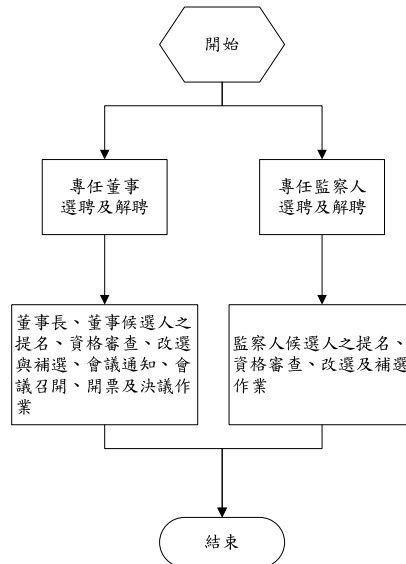 開始
專任董事
選聘及解聘
專任監察人
選聘及解聘
董事長、董事候選人之
提名、資格審查、改選
與補選、會議通知、會
議召開、開票及決議作
業
監察人候選人之提名、
資格審查、改選及補選
作業
結束